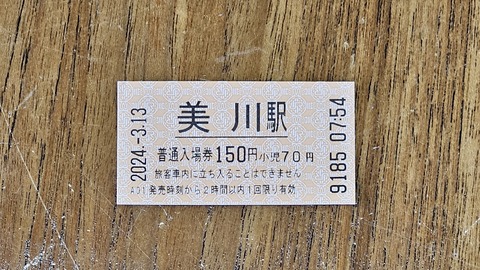 美川駅
普通入場券150円小児70円
旅客車内に立ち入ることはできません
A01発売時刻から2時間以内1回限り有効
2024.-3.13
9185 07:54